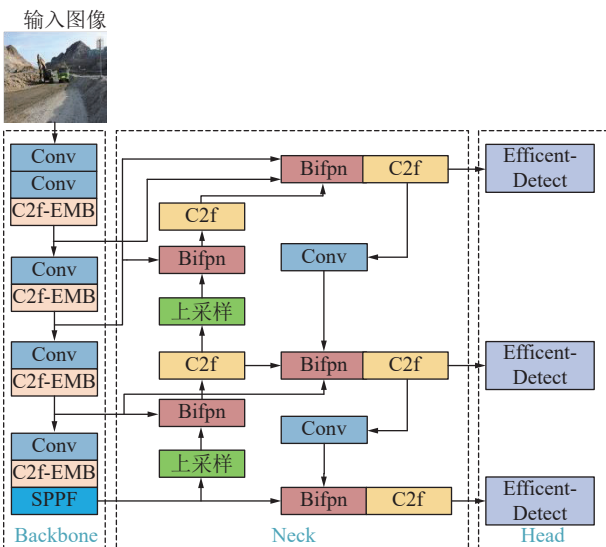 输入图像
Conv
Conv
C2f-EMB
Conv
C2f-EMB
Conv
C2f-EMB
Conv
C2f-EMB
SPPF
Backbone
Bifpn
C2f
C2f
Bifpn
Conv
上采样
C2f
Bifpn
C2f
Bifpn
Conv
上采样
Bifpn
C2f
Neck
Efficent-
Detect
Efficent-
Detect
Efficent-
Detect
Head